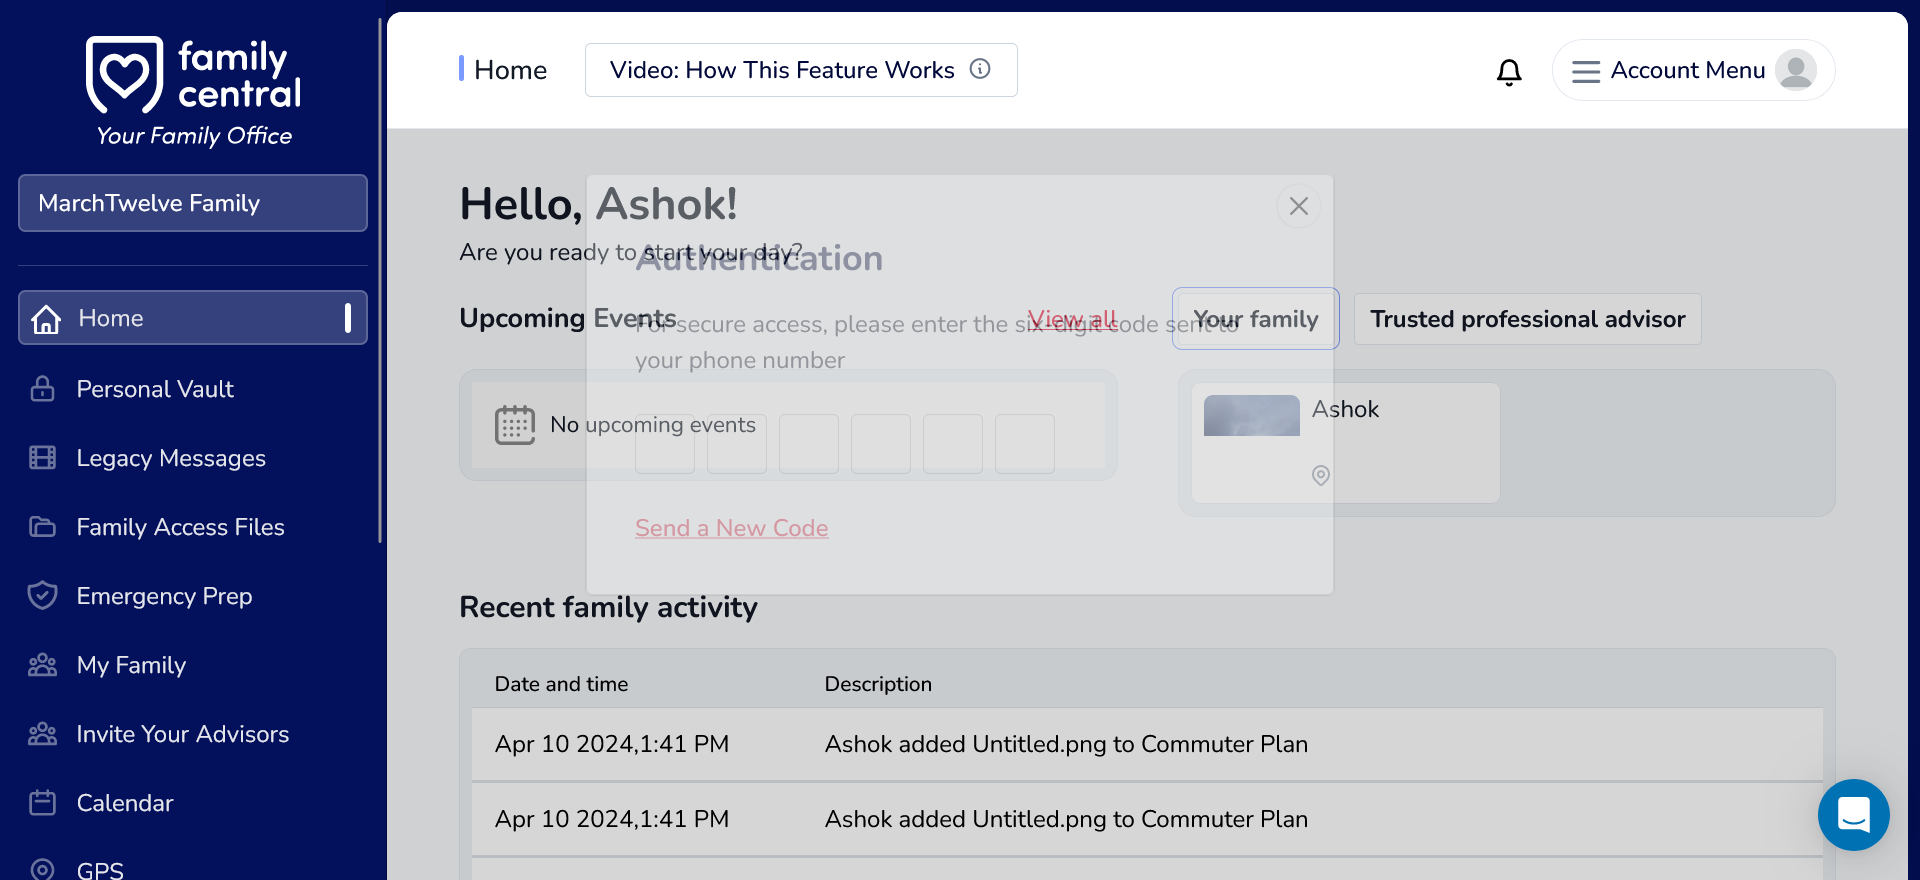 family
central
Your Family Office
MarchTwelve Family
Home
Personal Vault
Legacy Messages
Family Access Files
Emergency Prep
My Family
Invite Your Advisors
Calendar
GPS
Home
Video: How This Feature Works
Account Menu
Hello, Ashok!
Are you ready to start your day?
Authentication
For secure access, please enter the six-digit code sent to
your phone number
Send a New Code
Upcoming Events
View all
No upcoming events
Your family
Trusted professional advisor
Ashok
Recent family activity
Date and time Description
Apr 10 2024,1:41 PM Ashok added Untitled.png to Commuter Plan
Apr 10 2024,1:41 PM Ashok added Untitled.png to Commuter Plan